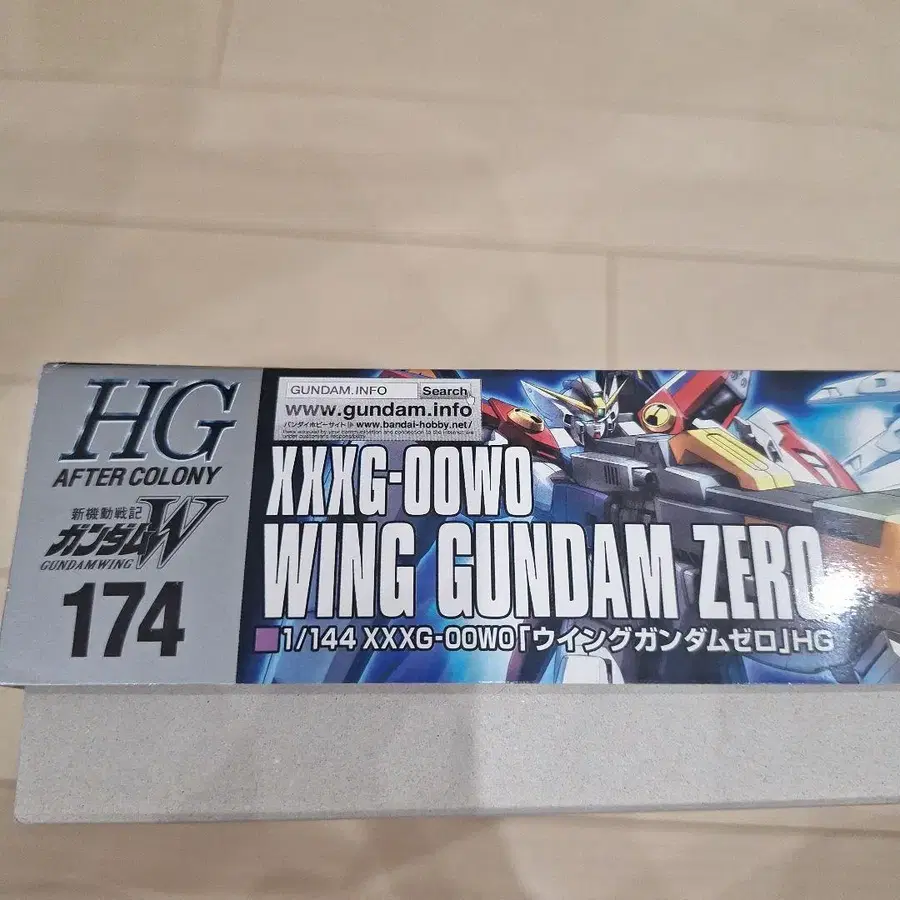 HG
AFTER COLONY
新機動戦記
ガンダムW
GUNDAMWING
174
GUNDAM.INFO Search
www.gundam.info
バンダイホビーサイト www.bandai-hobby.net/
XXXG-00W0
WING GUNDAM ZERO
1/144 XXXG-00W0「ウイングガンダムゼロ」HG